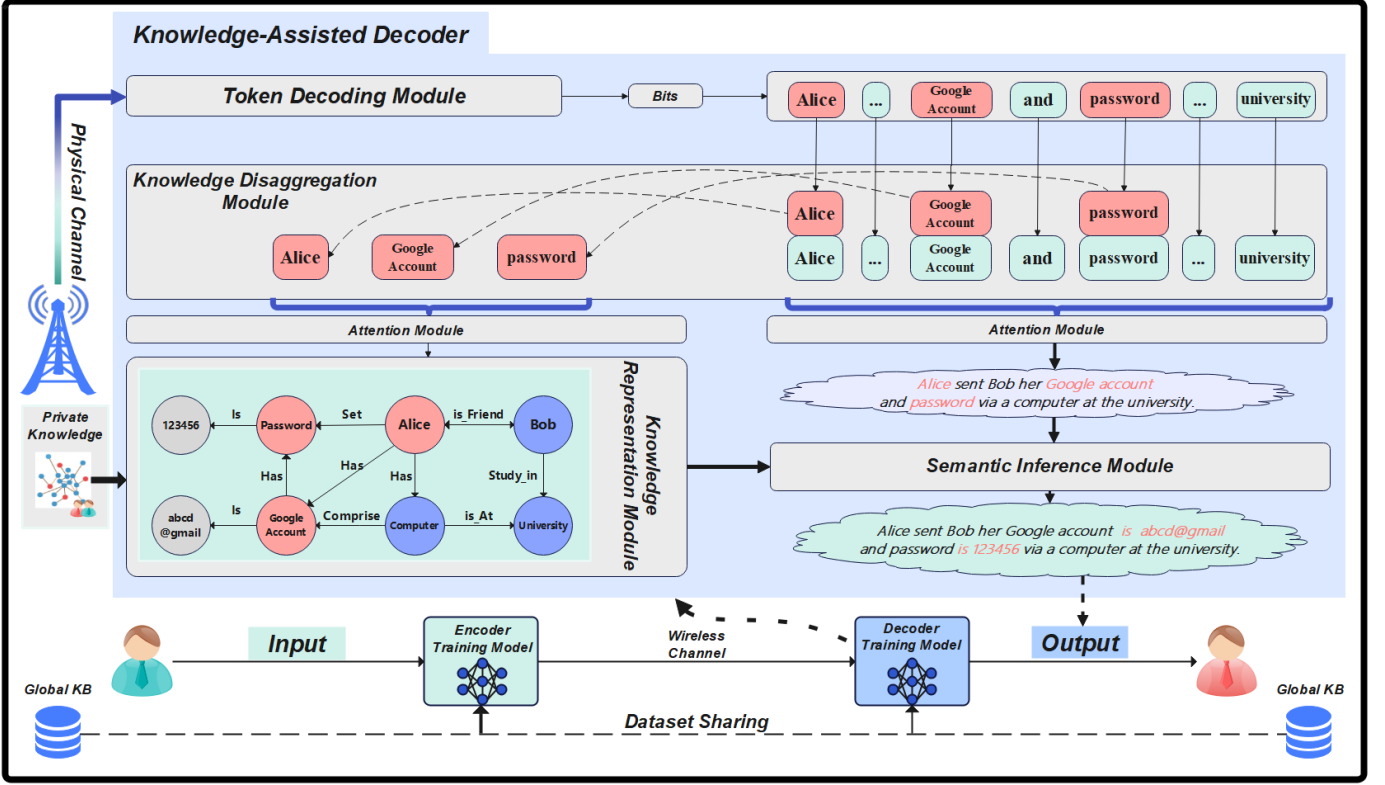 Knowledge-Assisted Decoder
Token Decoding Module
Bits
Alice
...
Google
Account
and
password
...
university
Physical Channel
Knowledge Disaggregation
Module
Alice
Google
Account
password
Alice
Google
Account
password
Alice
...
Google
Account
and
password
...
university
Attention Module
Attention Module
Private
Knowledge
Knowledge
Representation Module
123456
Is
Password
Set
Alice
is_Friend
Bob
Has
Has
Has
Study_in
abcd
@gmail
Is
Google
Account
Comprise
Computer
is_At
University
Alice sent Bob her Google account
and password via a computer at the university.
Semantic Inference Module
Alice sent Bob her Google account is abcd@gmail
and password is 123456 via a computer at the university.
Input
Encoder
Training Model
Wireless
Channel
Decoder
Training Model
Output
Global KB
Dataset Sharing
Global KB